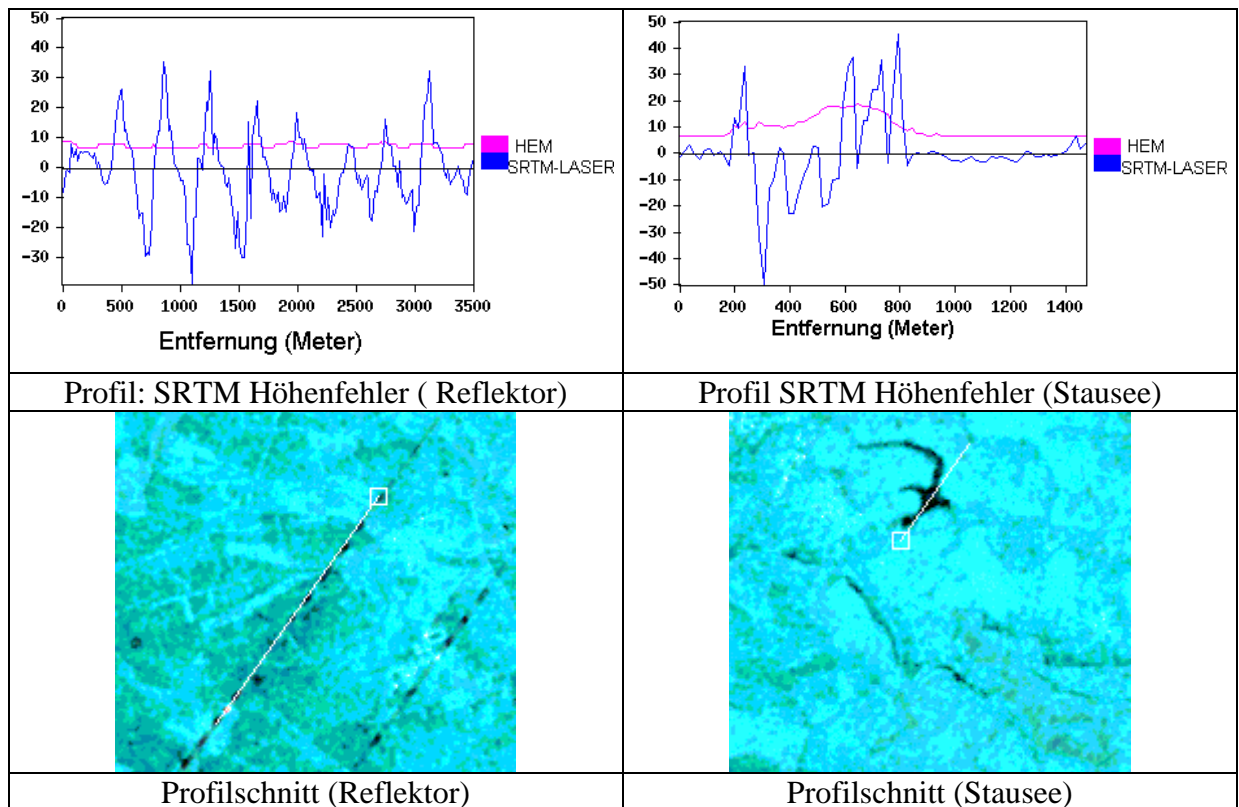 50
40
30
20
10
0
-10
-20
-30
0 500 1000 1500 2000 2500 3000 3500
Entfernung (Meter)
HEM
SRTM-LASER
50
40
30
20
10
0
-10
-20
-30
-40
-50
0 200 400 600 800 1000 1200 1400
Entfernung (Meter)
HEM
SRTM-LASER
Profil: SRTM Höhenfehler ( Reflektor)
Profil SRTM Höhenfehler (Stausee)
Profilschnitt (Reflektor)
Profilschnitt (Stausee)